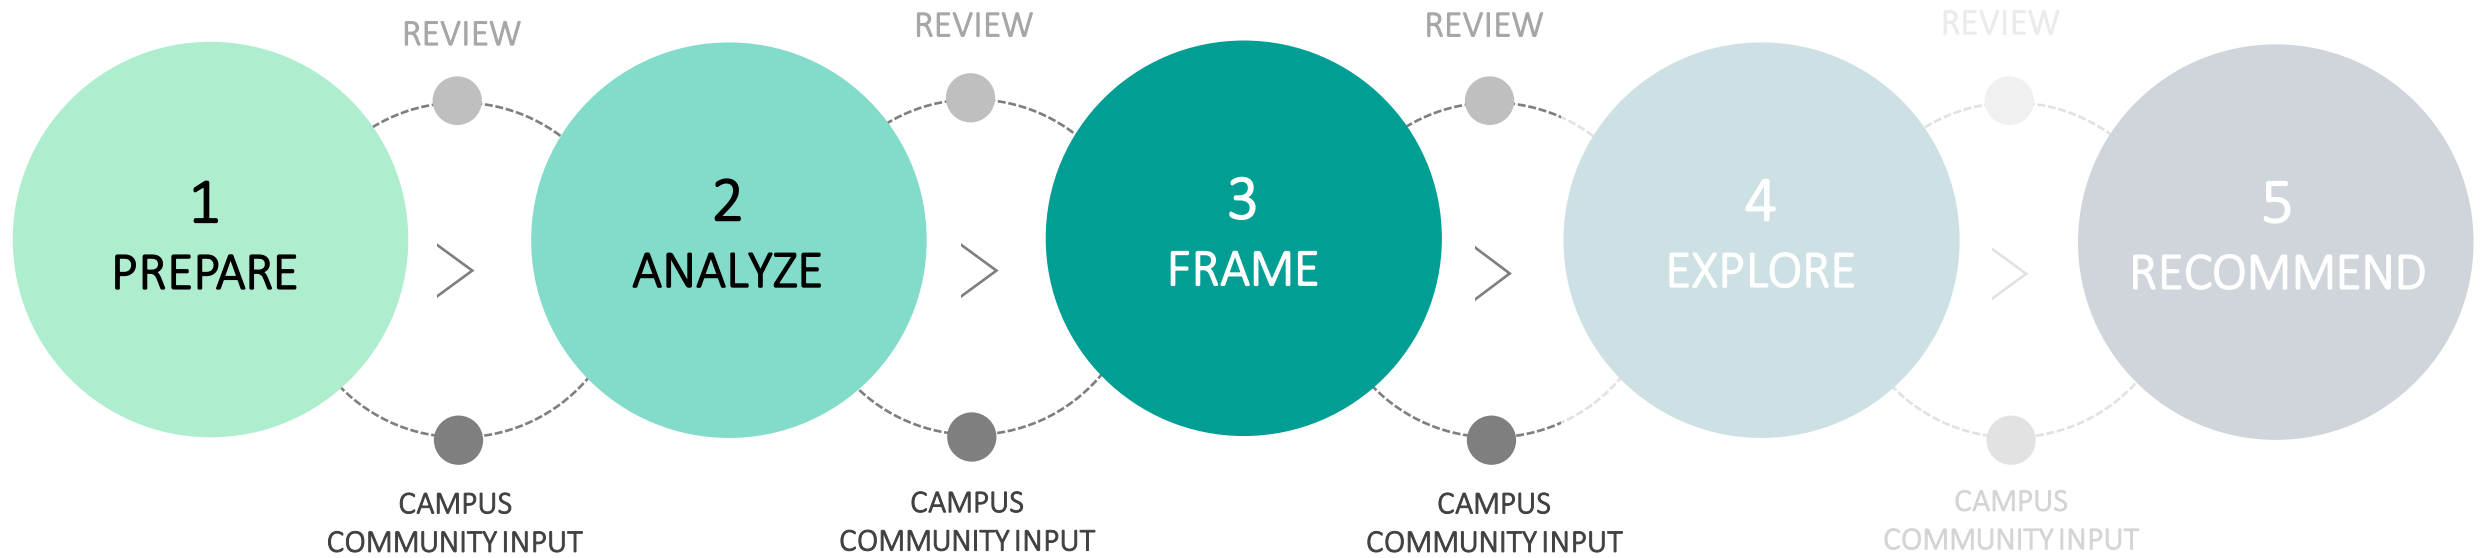 REVIEW
REVIEW
REVIEW
REVIEW
1
PREPARE
2
ANALYZE
3
FRAME
4
EXPLORE
5
RECOMMEND
CAMPUS
COMMUNITY INPUT
CAMPUS
COMMUNITY INPUT
CAMPUS
COMMUNITY INPUT
CAMPUS
COMMUNITY INPUT